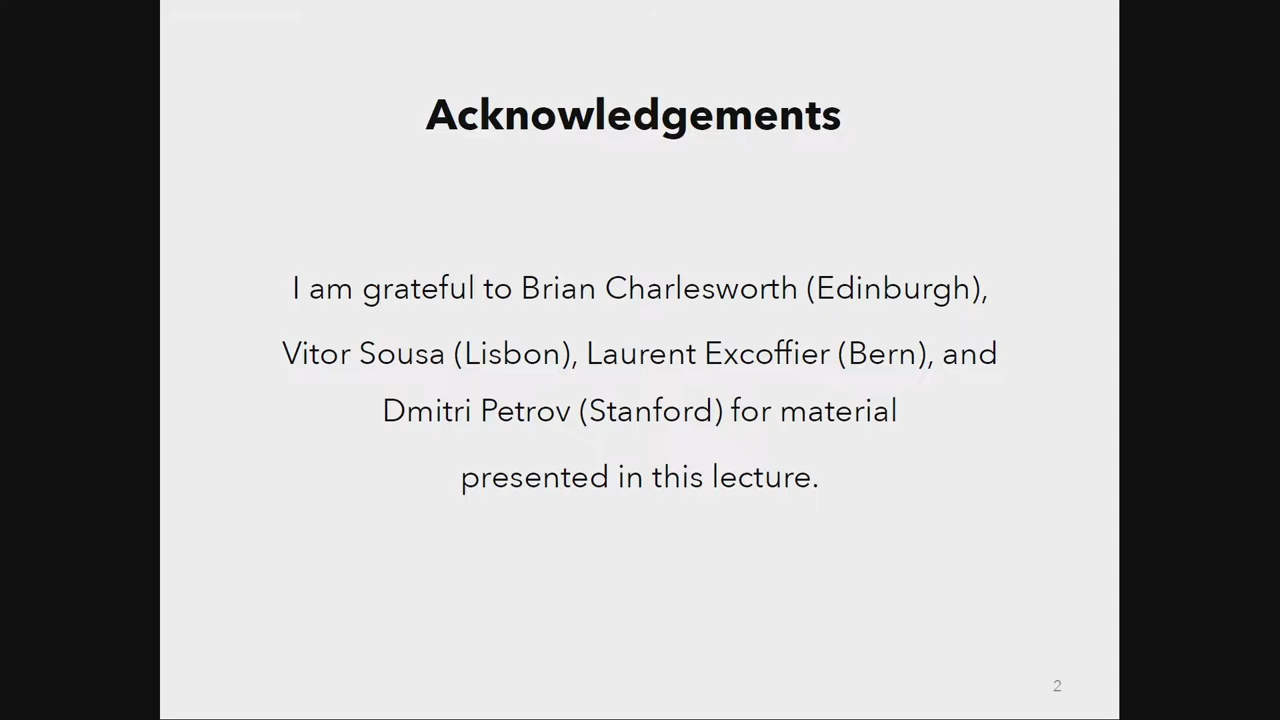 Acknowledgements
I am grateful to Brian Charlesworth (Edinburgh),
Vitor Sousa (Lisbon), Laurent Excoffier (Bern), and
Dmitri Petrov (Stanford) for material
presented in this lecture.
2